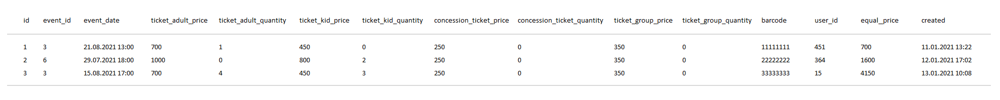 id event_id event_date ticket_adult_price ticket_adult_quantity ticket_kid_price ticket_kid_quantity concession_ticket_price concession_ticket_quantity ticket_group_price ticket_group_quantity barcode user_id equal_price created
1 3 21.08.2021 13:00 700 1 450 0 250 0 350 0 11111111 451 700 11.01.2021 13:22
2 6 29.07.2021 18:00 1000 0 800 2 250 0 350 0 22222222 364 1600 12.01.2021 17:02
3 3 15.08.2021 17:00 700 4 450 3 250 0 350 0 33333333 15 4150 13.01.2021 10:08